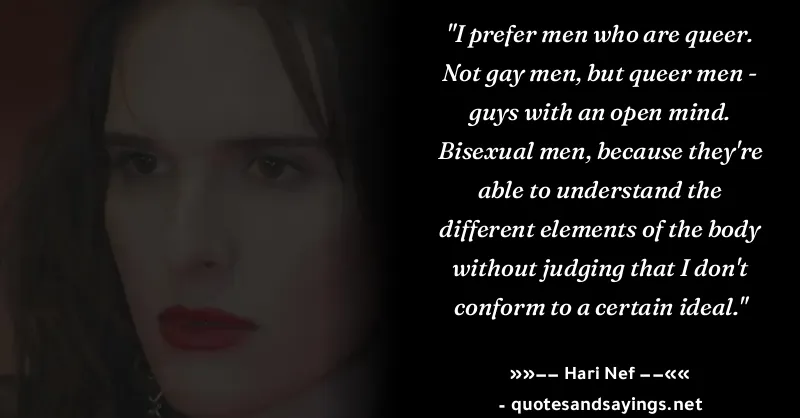 "I prefer men who are queer.
Not gay men, but queer men -
guys with an open mind.
Bisexual men, because they're
able to understand the
different elements of the body
without judging that I don't
conform to a certain ideal."
»»–– Hari Nef ––««
- quotesandsayings.net